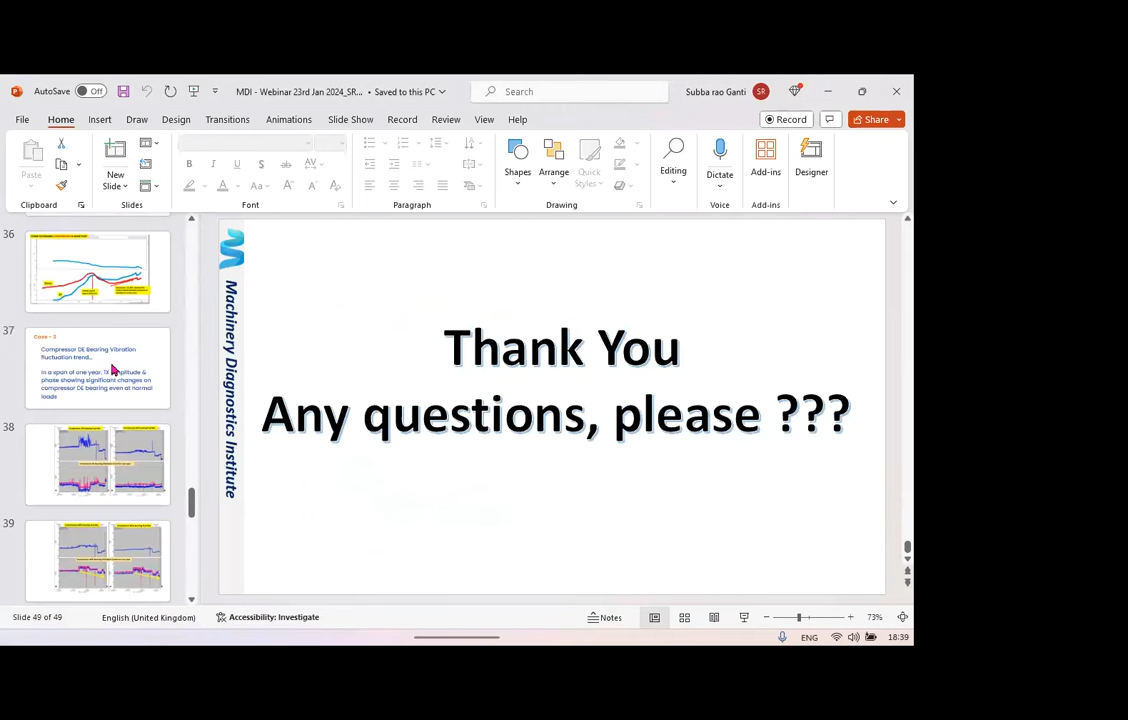 AutoSave
Off
MDI - Webinar 23rd Jan 2024_SR... • Saved to this PC
Search
Subba rao Ganti
SR
File
Home
Insert
Draw
Design
Transitions
Animations
Slide Show
Record
Review
View
Help
Record
Share
Paste
New
Slide
Shapes
Arrange
Quick
Styles
Editing
Dictate
Add-ins
Designer
Clipboard
Slides
Font
Paragraph
Drawing
Voice
Add-ins
36
37
Compressor DE Bearing Vibration
fluctuation trend...
In a span of one year, 1X
phase showing significant changes on
compressor DE bearing even at normal
loads
38
39
Machinery Diagnostics Institute
Thank You
Any questions, please ???
Slide 49 of 49
English (United Kingdom)
Accessibility: Investigate
Notes
73%
ENG
18:39